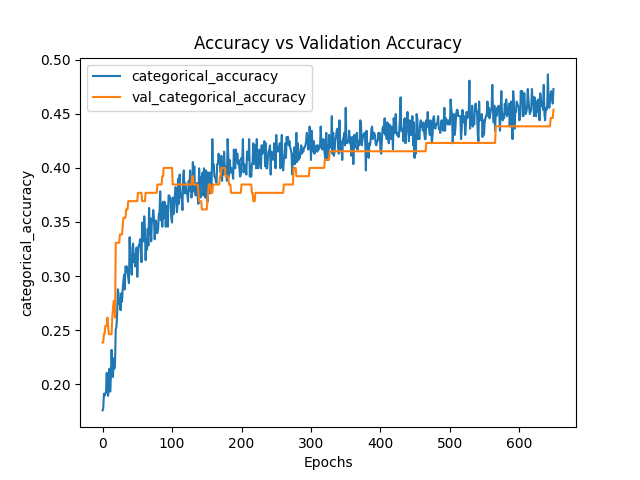 Accuracy vs Validation Accuracy
categorical_accuracy
val_categorical_accuracy
categorical_accuracy
0.50
0.45
0.40
0.35
0.30
0.25
0.20
0 100 200 300 400 500 600
Epochs